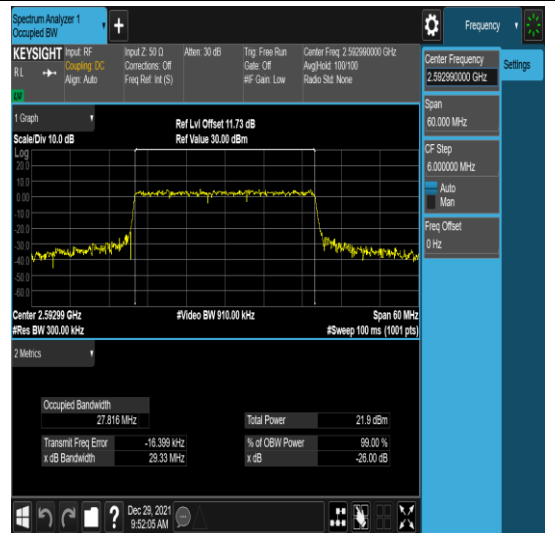 Spectrum Analyzer 1
Occupied BW
+
Frequency
KEYSIGHT Input: RF Input Z: 50 Ω Atten: 30 dB Trig: Free Run Center Freq: 2.592990000 GHz
RL Coupling: DC Corrections: Off Gate: Off Avg|Hold: 100/100
Align: Auto Freq Ref: Int (S) #IF Gain: Low Radio Std: None
Center Frequency
2.592990000 GHz
Settings
Span
60.000 MHz
CF Step
6.000000 MHz
Auto
Man
Freq Offset
0 Hz
1 Graph
Ref Lvl Offset 11.73 dB
Scale/Div 10.0 dB Ref Value 30.00 dBm
Log
20.0
10.0
0.00
-10.0
-20.0
-30.0
-40.0
-50.0
-60.0
Center 2.59299 GHz #Video BW 910.00 kHz Span 60 MHz
#Res BW 300.00 kHz #Sweep 100 ms (1001 pts)
2 Metrics
Occupied Bandwidth
27.816 MHz Total Power 21.9 dBm
Transmit Freq Error -16.399 kHz % of OBW Power 99.00 %
x dB Bandwidth 29.33 MHz x dB -26.00 dB
? Dec 29, 2021
9:52:05 AM